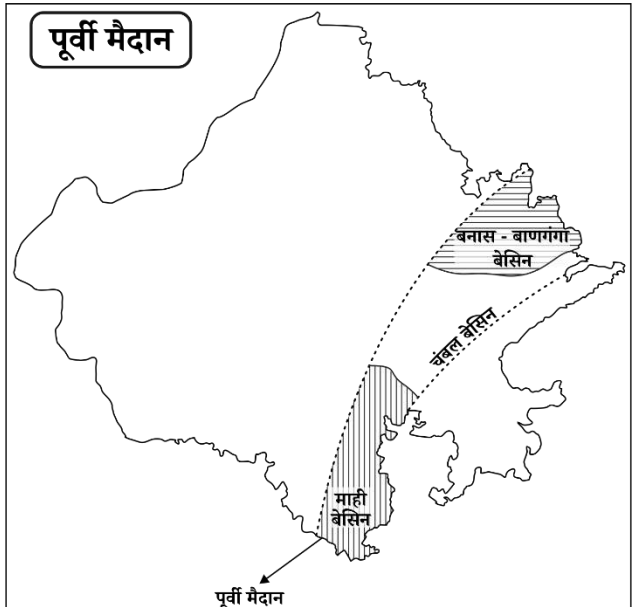 पूर्वी मैदान
बनास - बाणगंगा
बेसिन
चंबल बेसिन
माही
बेसिन
पूर्वी मैदान